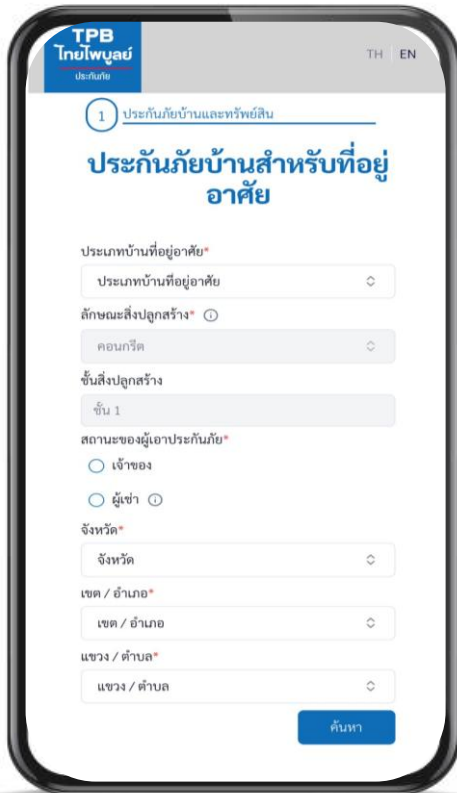 TPB
ไทยไพบูลย์
ประกันภัย
TH EN
1 ประกันภัยบ้านและทรัพย์สิน
ประกันภัยบ้านสำหรับที่อยู่
อาศัย
ประเภทบ้านที่อยู่อาศัย*
ประเภทบ้านที่อยู่อาศัย
ลักษณะสิ่งปลูกสร้าง*
คอนกรีต
ชั้นสิ่งปลูกสร้าง
ชั้น 1
สถานะของผู้เอาประกันภัย*
เจ้าของ
ผู้เช่า
จังหวัด*
จังหวัด
เขต / อำเภอ*
เขต / อำเภอ
แขวง / ตำบล*
แขวง / ตำบล
ค้นหา